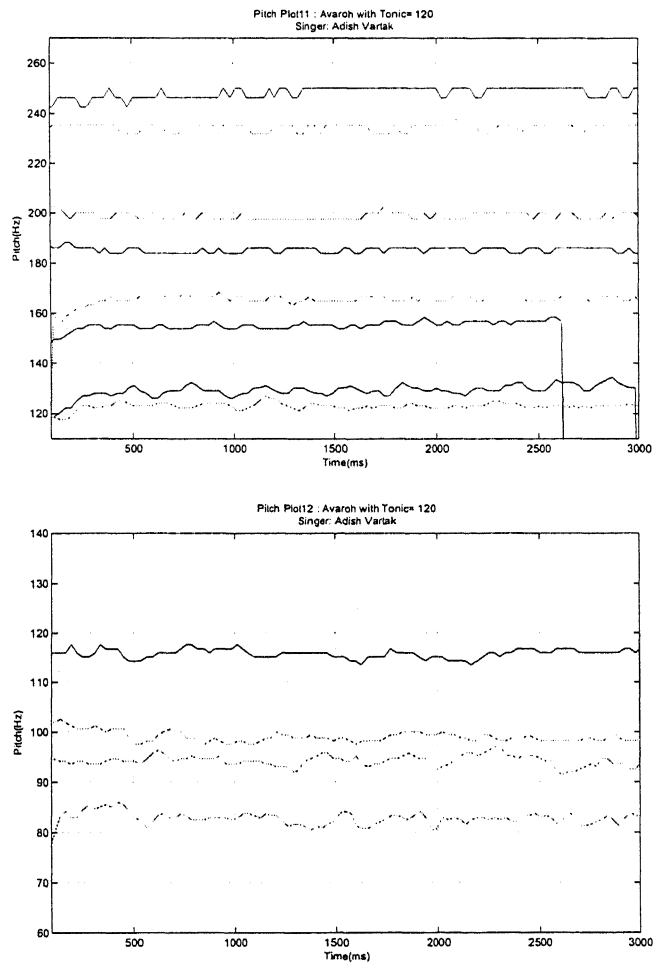 Pitch Plot11 : Avaroh with Tonic= 120
Singer: Adish Vartak
260
240
220
200
180
160
140
120
Pitch(Hz)
500 1000 1500 2000 2500 3000
Time(ms)
Pitch Plot12 : Avaroh with Tonic= 120
Singer: Adish Vartak
140
130
120
110
100
90
80
70
60
Pitch(Hz)
500 1000 1500 2000 2500 3000
Time(ms)